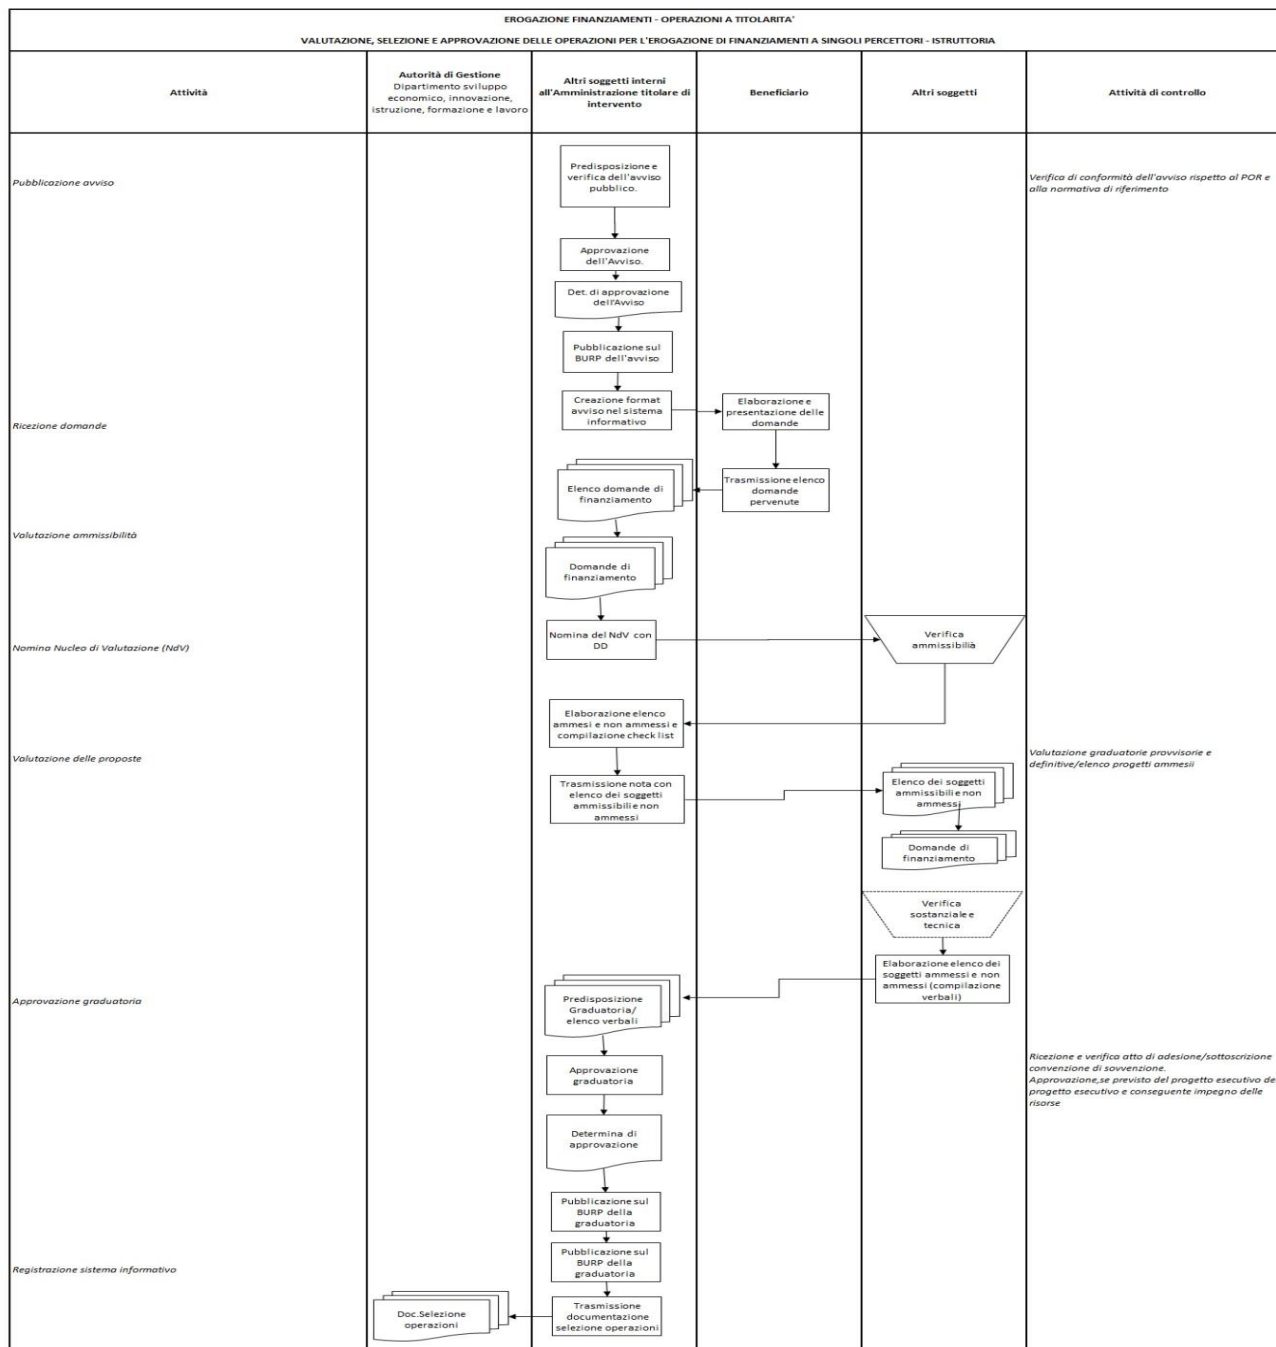 EROGAZIONE FINANZIAMENTI - OPERAZIONI A TITOLARITA'
VALUTAZIONE, SELEZIONE E APPROVAZIONE DELLE OPERAZIONI PER L'EROGAZIONE DI FINANZIAMENTI A SINGOLI PERCETTORI - ISTRUTTORIA
Attività
Autorità di Gestione
Dipartimento sviluppo
economico, innovazione,
istruzione, formazione e lavoro
Altri soggetti interni
all'Amministrazione titolare di
intervento
Beneficiario
Altri soggetti
Attività di controllo
Pubblicazione avviso
Predisposizione e
verifica dell'avviso
pubblico.
Verifica di conformità dell'avviso rispetto al POR e
alla normativa di riferimento
Approvazione
dell'Avviso.
Det. di approvazione
dell'Avviso
Pubblicazione sul
BURP dell'avviso
Creazione format
avviso nel sistema
informativo
Elaborazione e
presentazione delle
domande
Ricezione domande
Elenco domande di
finanziamento
Trasmissione elenco
domande
pervenute
Valutazione ammissibilità
Domande di
finanziamento
Nomina Nucleo di Valutazione (NdV)
Nomina del NdV con
DD
Verifica
ammissibilià
Elaborazione elenco
ammesi e non ammessi e
compilazione check list
Valutazione delle proposte
Valutazione graduatorie provvisorie e
definitive/elenco progetti ammesii
Trasmissione nota con
elenco dei soggetti
ammissibili e non
ammessi
Elenco dei soggetti
ammissibili e non
ammessi
Domande di
finanziamento
Verifica
sostanziale e
tecnica
Elaborazione elenco dei
soggetti ammessi e non
ammessi (compilazione
verbali)
Approvazione graduatoria
Predisposizione
Graduatoria/
elenco verbali
Approvazione
graduatoria
Ricezione e verifica atto di adesione/sottoscrizione
convenzione di sovvenzione.
Approvazione,se previsto del progetto esecutivo de
progetto esecutivo e conseguente impegno delle
risorse
Determina di
approvazione
Pubblicazione sul
BURP della
graduatoria
Registrazione sistema informativo
Pubblicazione sul
BURP della
graduatoria
Doc.Selezione
operazioni
Trasmissione
documentazione
selezione operazioni